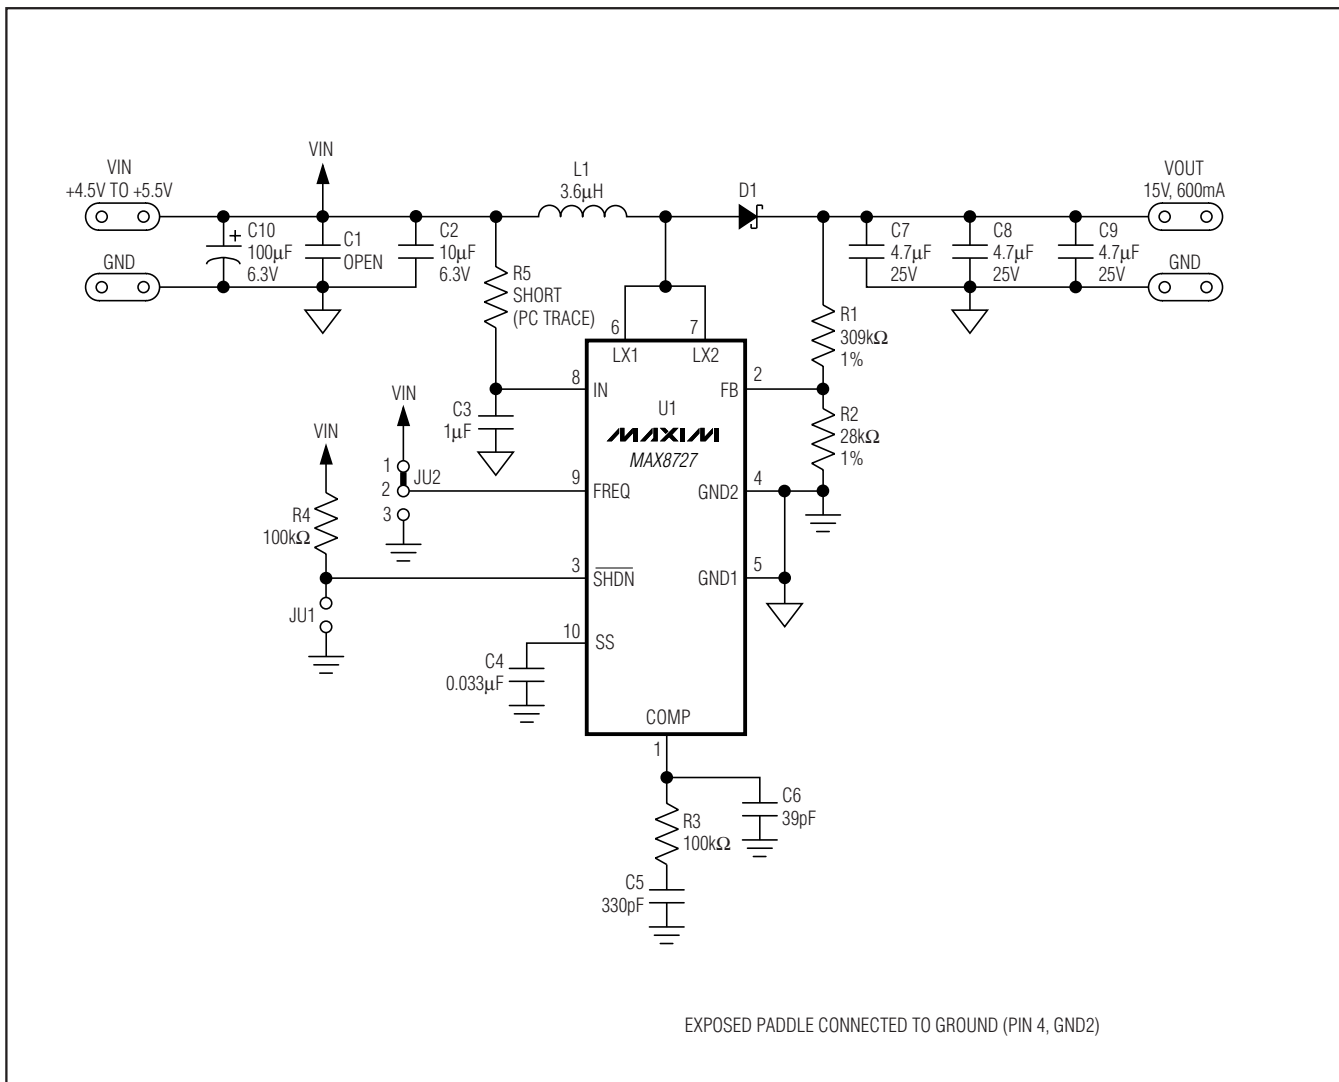 VIN
+4.5V TO +5.5V
GND
VIN
C10
100µF
6.3V
+
C1
OPEN
C2
10µF
6.3V
R5
SHORT
(PC TRACE)
L1
3.6µH
D1
VOUT
15V, 600mA
GND
C7
4.7µF
25V
C8
4.7µF
25V
C9
4.7µF
25V
R1
309kΩ
1%
R2
28kΩ
1%
6
7
LX1
LX2
8
IN
2
FB
C3
1µF
U1
MAXIM
MAX8727
VIN
1
2
3
JU2
9
FREQ
4
GND2
VIN
R4
100kΩ
3
SHDN
5
GND1
JU1
10
SS
C4
0.033µF
COMP
1
C6
39pF
R3
100kΩ
C5
330pF
EXPOSED PADDLE CONNECTED TO GROUND (PIN 4, GND2)